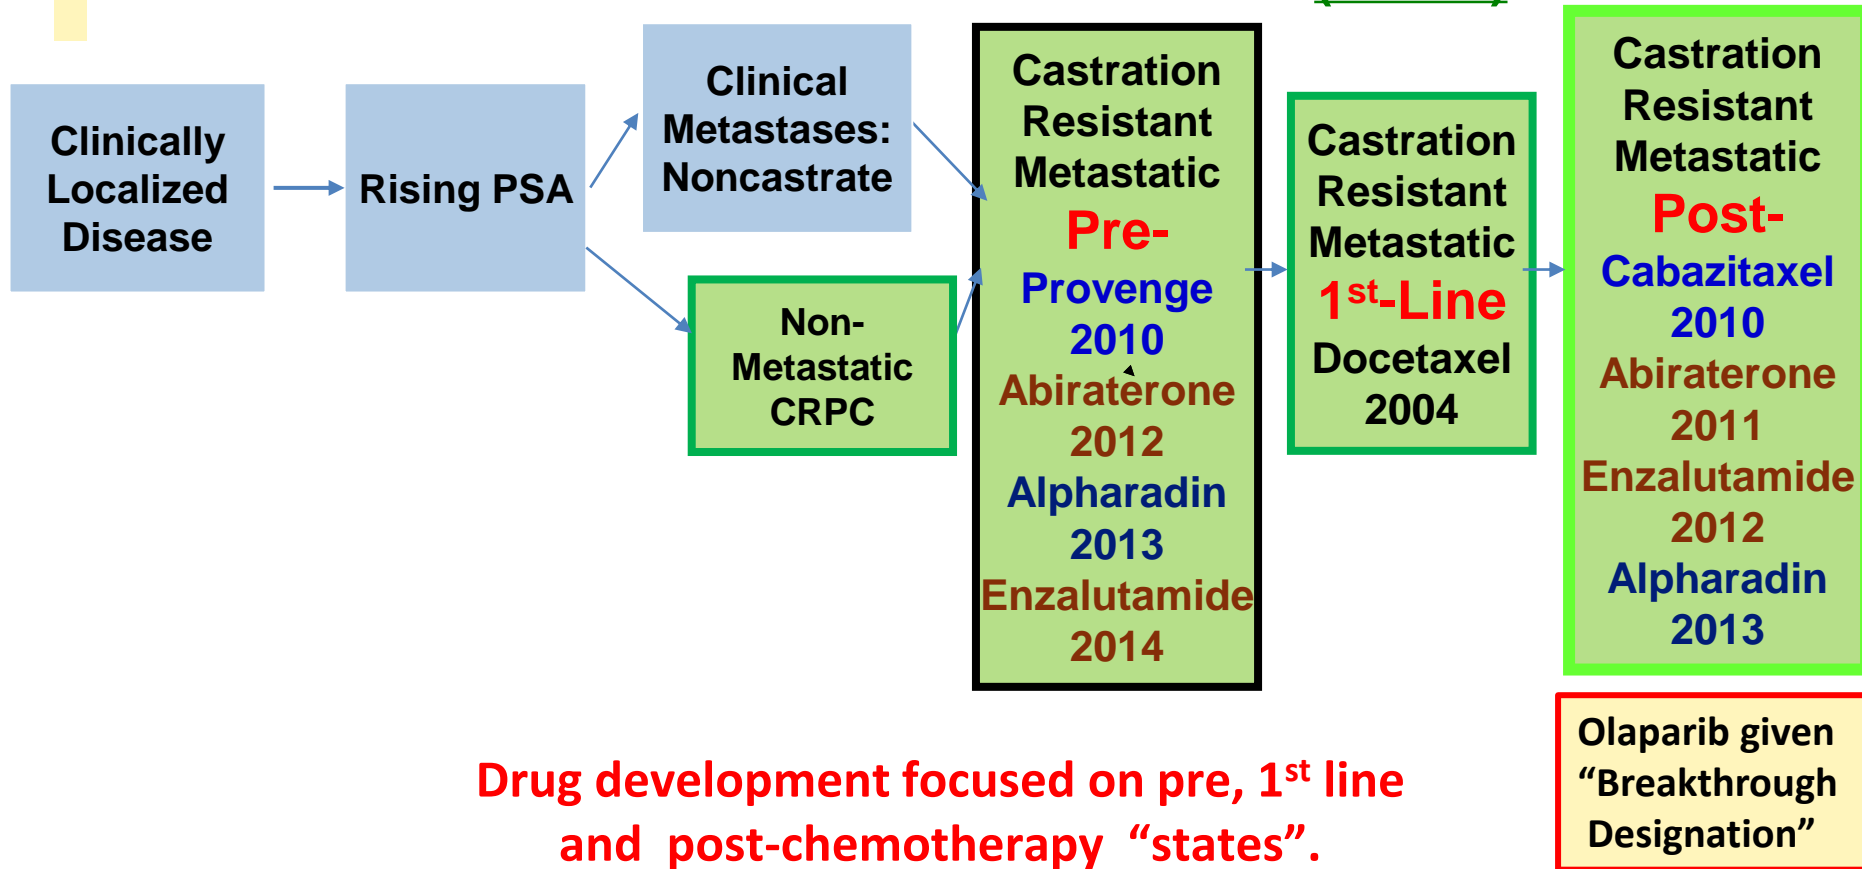 Clinically
Localized
Disease
Rising PSA
Clinical
Metastases:
Noncastrate
Non-
Metastatic
CRPC
Castration
Resistant
Metastatic
Pre-
Provenge
2010
Abiraterone
2012
Alpharadin
2013
Enzalutamide
2014
Castration
Resistant
Metastatic
1st-Line
Docetaxel
2004
Castration
Resistant
Metastatic
Post-
Cabazitaxel
2010
Abiraterone
2011
Enzalutamide
2012
Alpharadin
2013
Olaparib given
“Breakthrough
Designation”
Drug development focused on pre, 1st line
and post-chemotherapy “states”.